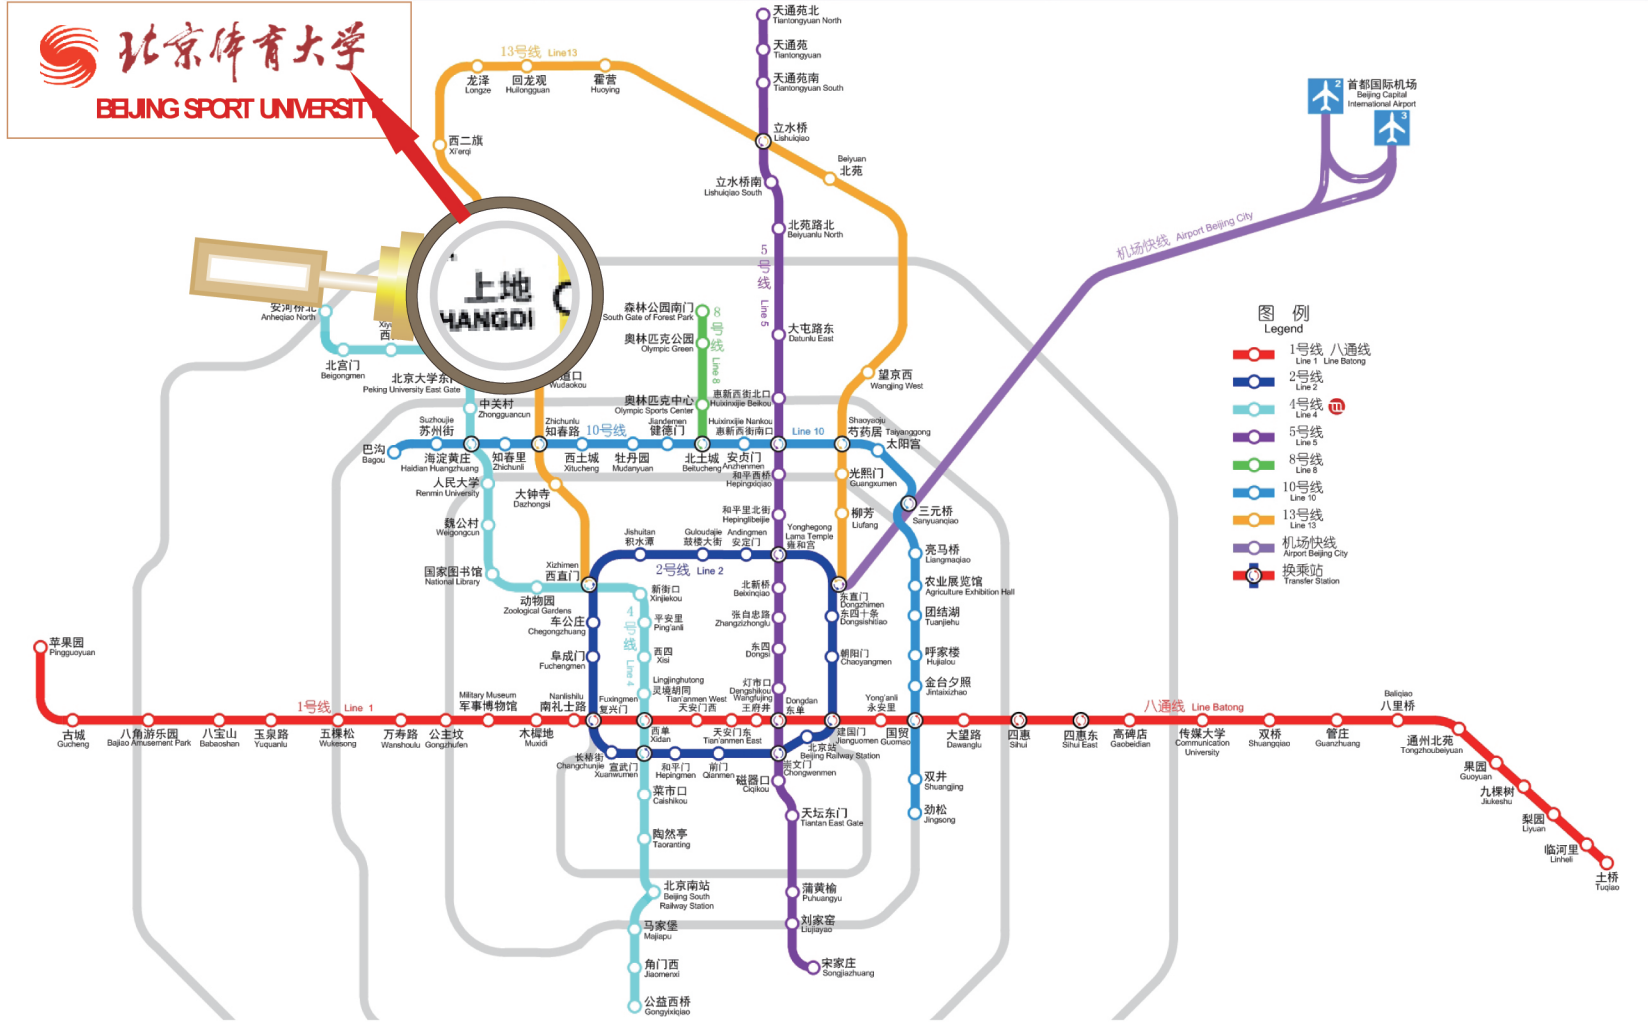 北京体育大学
BEIJING SPORT UNIVERSITY
13号线 Line13
龙泽
Longze
回龙观
Huilongguan
霍营
Huoying
西二旗
Xi'erqi
天通苑北
Tiantongyuan North
天通苑
Tiantongyuan
天通苑南
Tiantongyuan South
立水桥
Lishuiqiao
Beiyuan
北苑
立水桥南
Lishuiqiao South
北苑路北
Beiyuanlu North
5号线 Line 5
大屯路东
Datunlu East
2
首都国际机场
Beijing Capital
International Airport
3
机场快线 Airport Beijing City
上地
HANGDI
安河桥北
Anheqiao North
北宫门
Beigongmen
Xiy
西
北京大学东门
Peking University East Gate
道口
Wudaokou
森林公园南门
South Gate of Forest Park
8号线 Line 8
奥林匹克公园
Olympic Green
奥林匹克中心
Olympic Sports Center
惠新西街北口
Huixinxijie Beikou
望京西
Wangjing West
中关村
Zhongguancun
Suzhoujie
苏州街
Zhichunlu
知春路
10号线
Jiandemen
健德门
Huixinxijie Nankou
惠新西街南口
Line 10
Shaoyaoju
芍药居
Taiyanggong
太阳宫
巴沟
Bagou
海淀黄庄
Haidian Huangzhuang
知春里
Zhichunli
西土城
Xitucheng
牡丹园
Mudanyuan
北土城
Beitucheng
安贞门
Anzhenmen
和平西桥
Hepingxiqiao
光熙门
Guangxumen
人民大学
Renmin University
大钟寺
Dazhongsi
和平里北街
Hepinglibeijie
柳芳
Liufang
三元桥
Sanyuanqiao
魏公村
Weigongcun
Jishuitan
积水潭
Guloudajie
鼓楼大街
Andingmen
安定门
Yonghegong
Lama Temple
雍和宫
亮马桥
Liangmaqiao
国家图书馆
National Library
Xizhimen
西直门
2号线 Line 2
北新桥
Beixinqiao
东直门
Dongzhimen
农业展览馆
Agriculture Exhibition Hall
动物园
Zoological Gardens
新街口
Xinjiekou
车公庄
Chegongzhuang
4号线 Line 4
平安里
Ping'anli
张自忠路
Zhangzizhonglu
东四十条
Dongsishitiao
团结湖
Tuanjiehu
阜成门
Fuchengmen
西四
Xisi
东四
Dongsi
朝阳门
Chaoyangmen
呼家楼
Hujialou
Lingjinghutong
灵境胡同
灯市口
Dengshikou
金台夕照
Jintaixizhao
苹果园
Pingguoyuan
1号线 Line 1
Military Museum
军事博物馆
Nanlishilu
南礼士路
Fuxingmen
复兴门
Tian'anmen West
天安门西
Wangfujing
王府井
Dongdan
东单
Yong'anli
永安里
八通线 Line Batong
Baliqiao
八里桥
古城
Gucheng
八角游乐园
Bajiao Amusement Park
八宝山
Babaoshan
玉泉路
Yuquanlu
五棵松
Wukesong
万寿路
Wanshoulu
公主坟
Gongzhufen
木樨地
Muxidi
西单
Xidan
天安门东
Tian'anmen East
建国门
Jianguomen
国贸
Guomao
大望路
Dawanglu
四惠
Sihui
四惠东
Sihui East
高碑店
Gaobeidian
传媒大学
Communication
University
双桥
Shuangqiao
管庄
Guanzhuang
通州北苑
Tongzhoubeiyuan
长椿街
Changchunjie
宣武门
Xuanwumen
和平门
Hepingmen
前门
Qianmen
北京站
Beijing Railway Station
崇文门
Chongwenmen
果园
Guoyuan
菜市口
Caishikou
磁器口
Ciqikou
双井
Shuangjing
九棵树
Jiukeshu
天坛东门
Tiantan East Gate
劲松
Jingsong
梨园
Liyuan
陶然亭
Taoranting
临河里
Linheli
土桥
Tuqiao
北京南站
Beijing South
Railway Station
蒲黄榆
Puhuangyu
马家堡
Majiapu
刘家窑
Liujiayao
角门西
Jiaomenxi
宋家庄
Songjiazhuang
公益西桥
Gongyixiqiao
图 例
Legend
1号线 八通线
Line 1 Line Batong
2号线
Line 2
4号线
Line 4
5号线
Line 5
8号线
Line 8
10号线
Line 10
13号线
Line 13
机场快线
Airport Beijing City
换乘站
Transfer Station